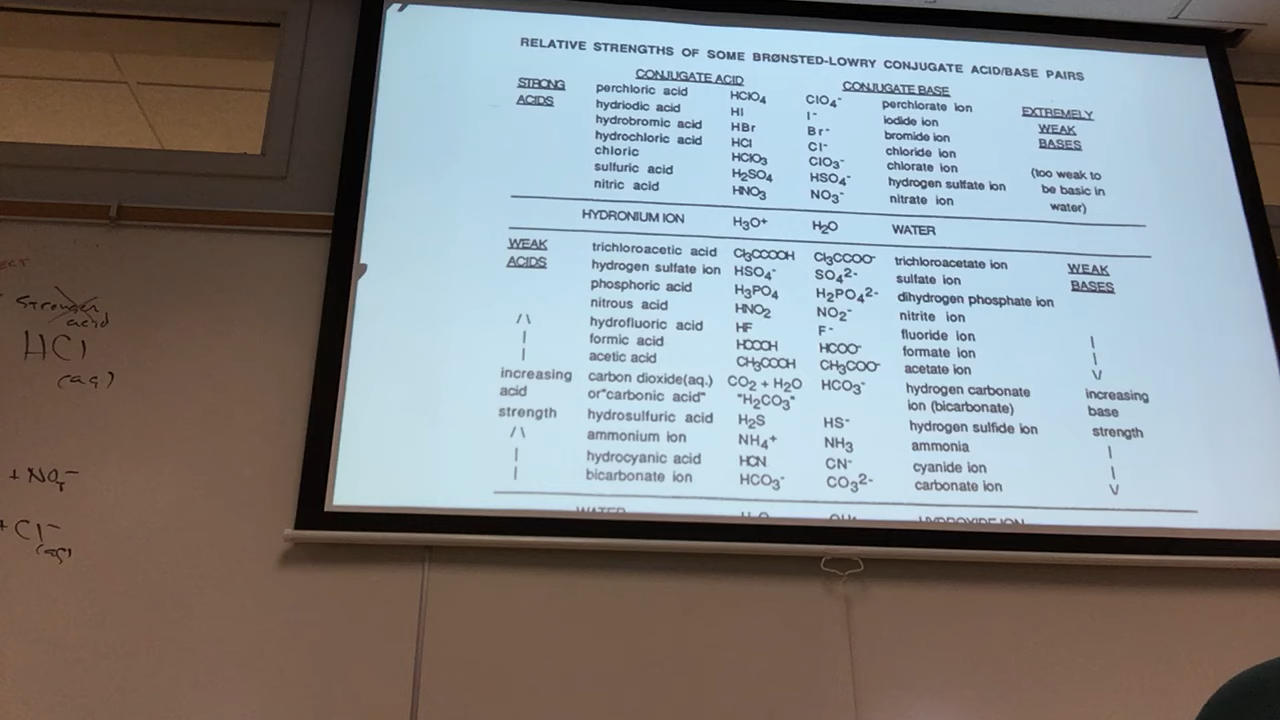 RELATIVE STRENGTHS OF SOME BRØNSTED-LOWRY CONJUGATE ACID/BASE PAIRS
CONJUGATE ACID CONJUGATE BASE
STRONG ACIDS
EXTREMELY WEAK BASES
(too weak to be basic in water)
perchloric acid HClO4 ClO4- perchlorate ion
hydriodic acid HI I- iodide ion
hydrobromic acid HBr Br- bromide ion
hydrochloric acid HCl Cl- chloride ion
chloric HClO3 ClO3- chlorate ion
sulfuric acid H2SO4 HSO4- hydrogen sulfate ion
nitric acid HNO3 NO3- nitrate ion
HYDRONIUM ION H3O+ H2O WATER
WEAK ACIDS
WEAK BASES
trichloroacetic acid Cl3CCOOH Cl3CCOO- trichloroacetate ion
hydrogen sulfate ion HSO4- SO42- sulfate ion
phosphoric acid H3PO4 H2PO42- dihydrogen phosphate ion
nitrous acid HNO2 NO2- nitrite ion
hydrofluoric acid HF F- fluoride ion
formic acid HCOOH HCOO- formate ion
acetic acid CH3COOH CH3COO- acetate ion
increasing carbon dioxide(aq.) CO2 + H2O HCO3- hydrogen carbonate increasing
acid or"carbonic acid" "H2CO3" ion (bicarbonate) base
strength hydrosulfuric acid H2S HS- hydrogen sulfide ion strength
ammonium ion NH4+ NH3 ammonia
hydrocyanic acid HCN CN- cyanide ion
bicarbonate ion HCO3- CO32- carbonate ion
WATER H2O OH- HYDROXIDE ION
Stronger
acid
HCl
(aq)
+ Cl-
(aq)